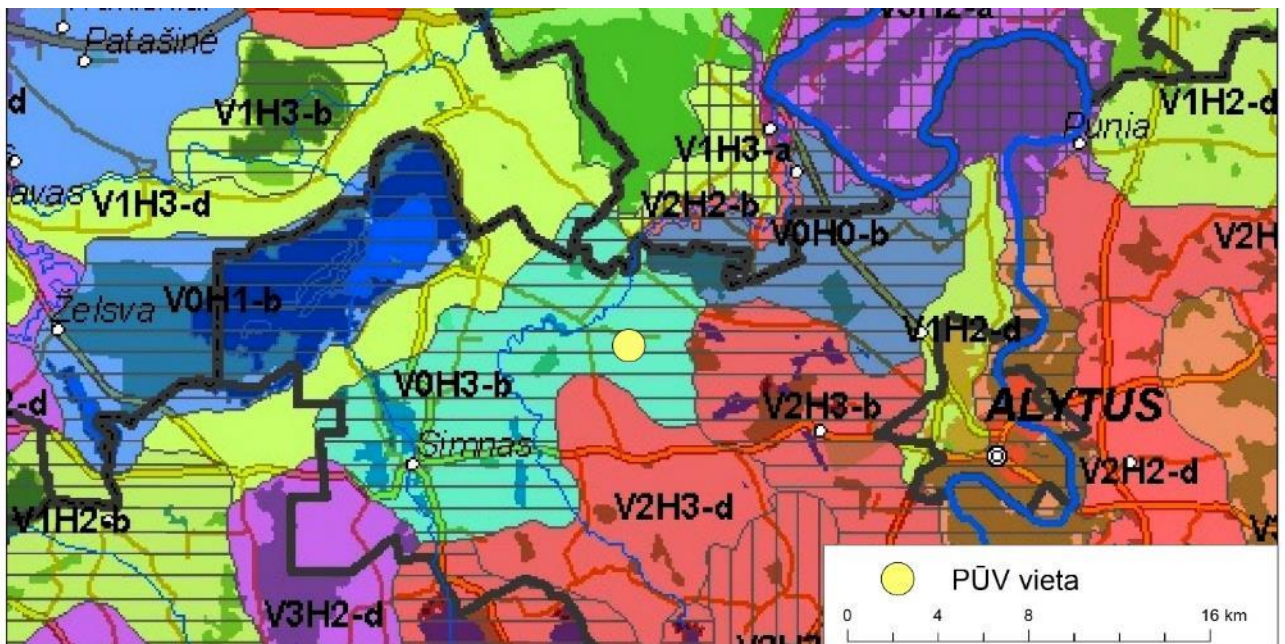 V3H2-a
Patašinė
V1H3-b
Punia
V1H2-d
V1H3-a
V1H3-d
V2H2-b
V0H0-b
V0H1-b
Želsva
V1H2-d
V0H3-b
V2H3-b
ALYTUS
Simnas
V2H2-d
V2H3-d
V1H2-b
V3H2-d
PŪV vieta
0 4 8 16 km